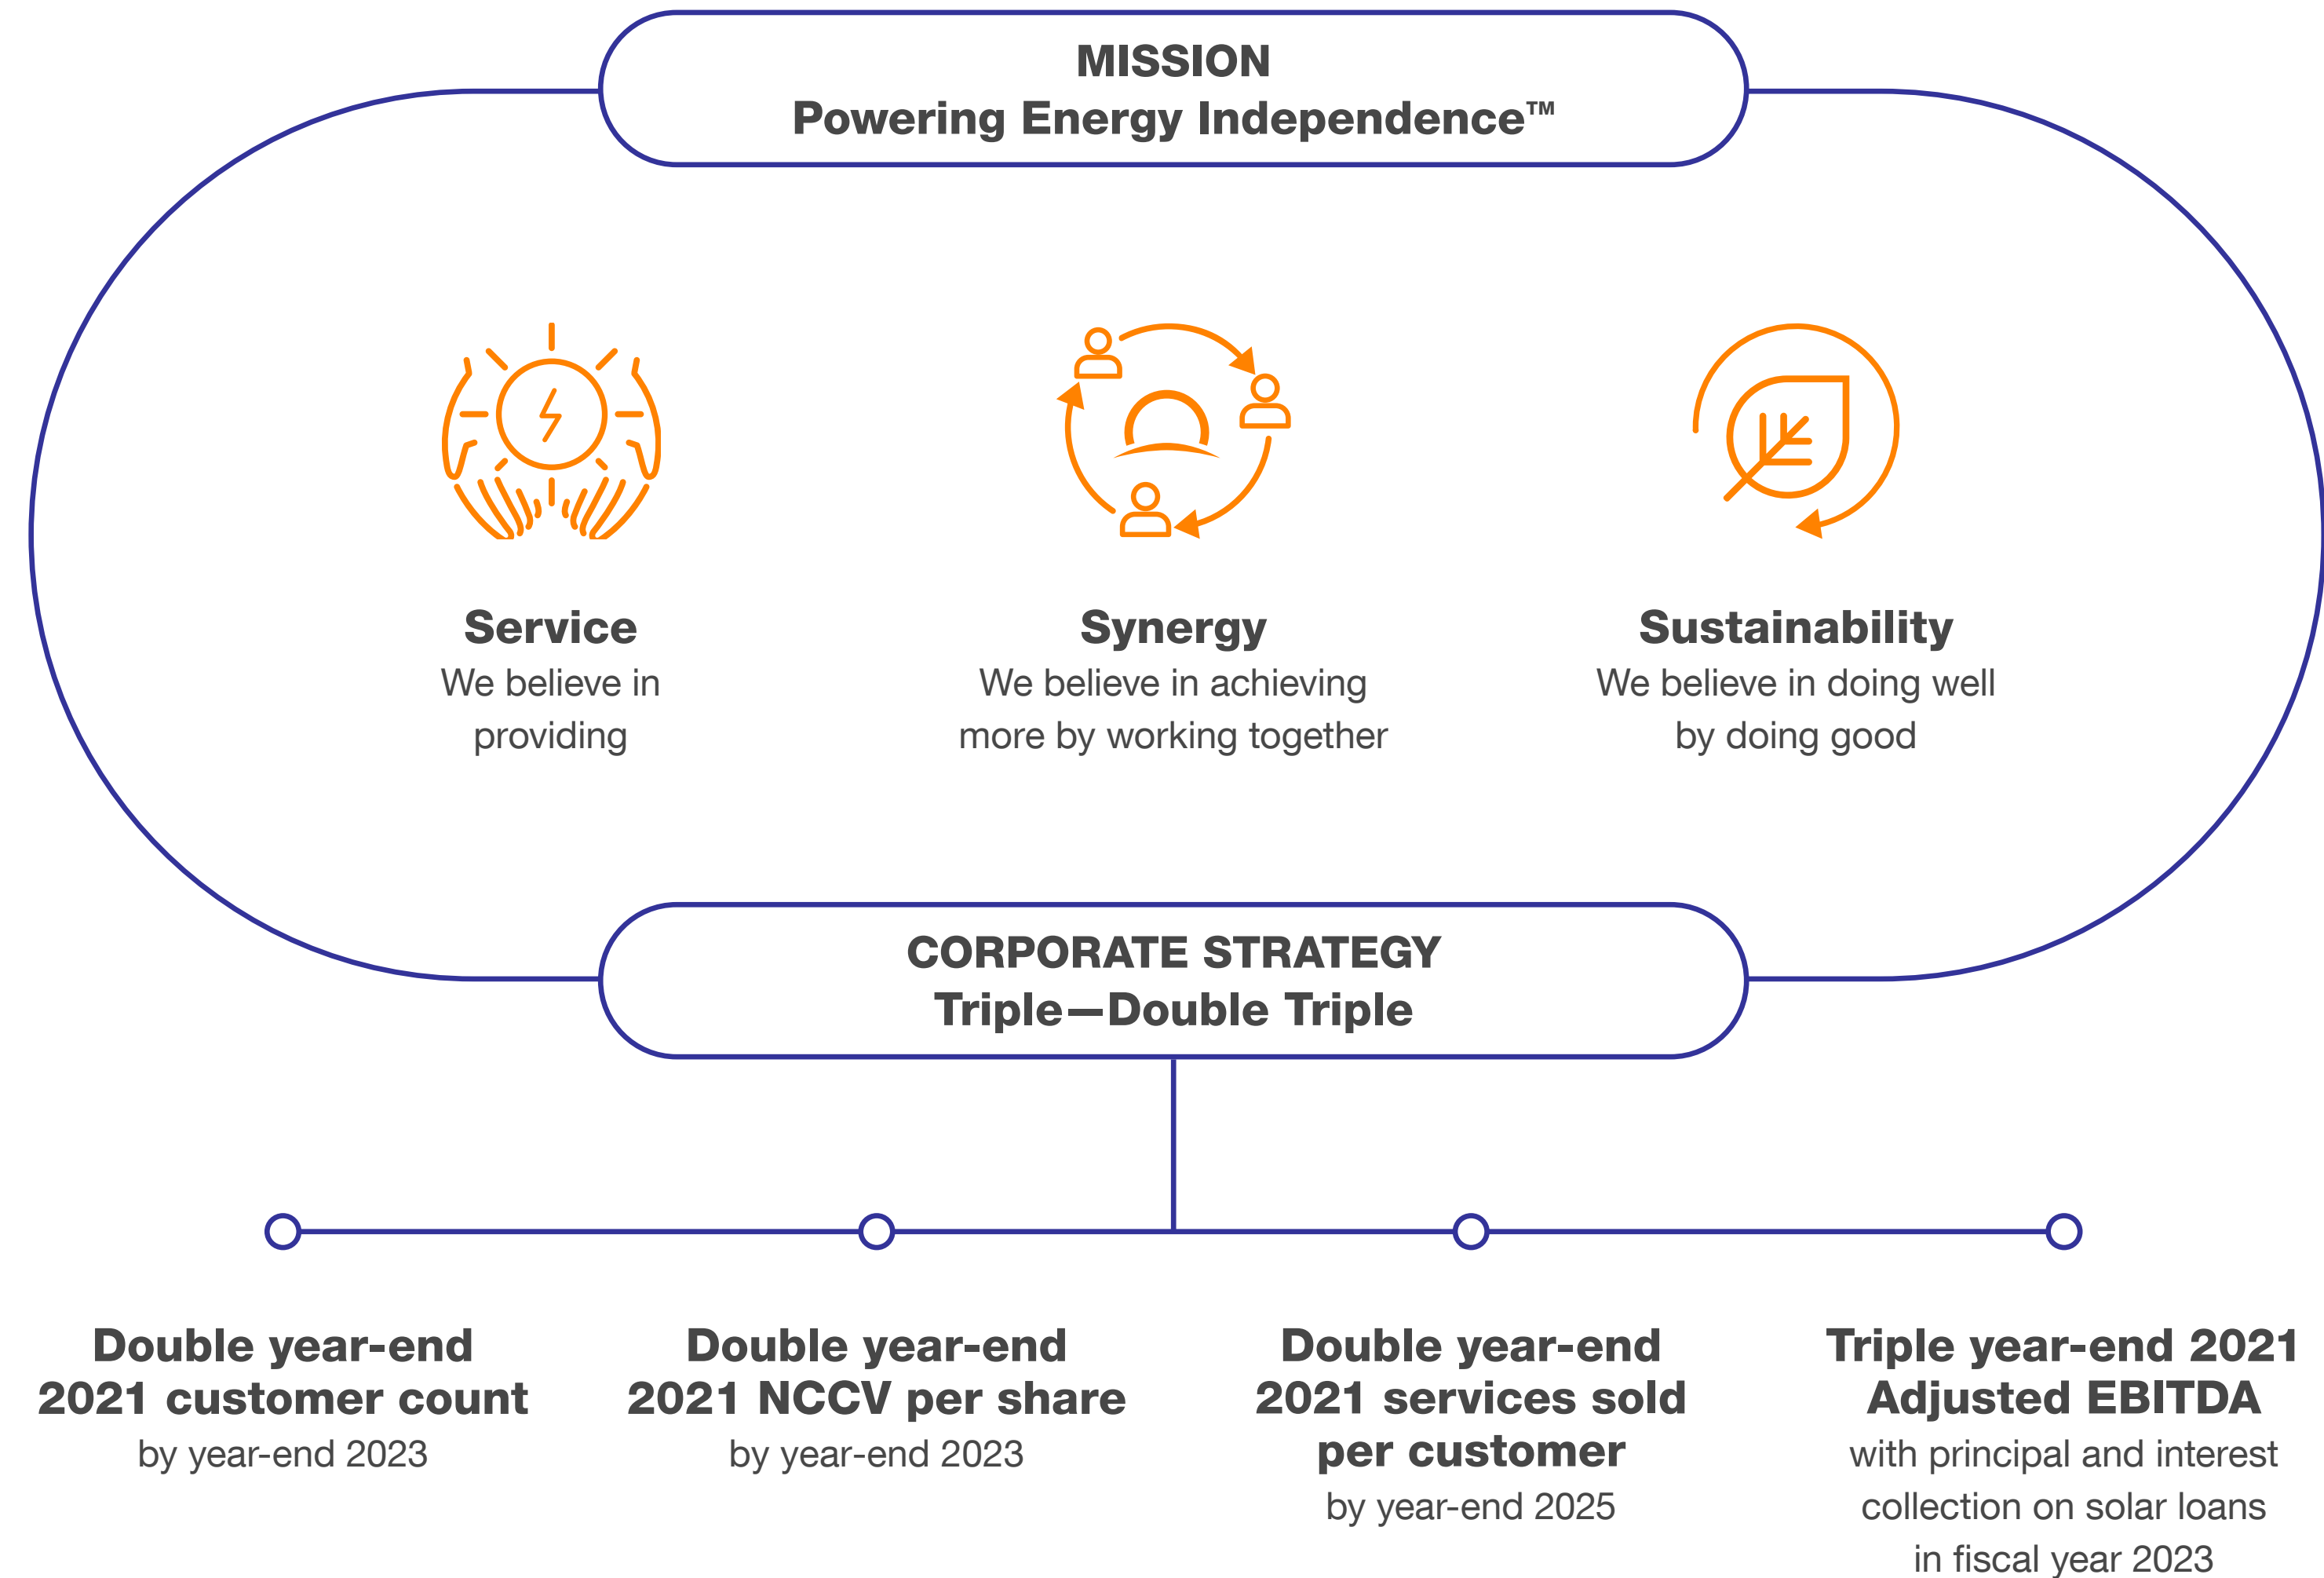 MISSION
Powering Energy Independence™
Service
We believe in
providing
Synergy
We believe in achieving
more by working together
Sustainability
We believe in doing well
by doing good
CORPORATE STRATEGY
Triple—Double Triple
Double year-end
2021 customer count
by year-end 2023
Double year-end
2021 NCCV per share
by year-end 2023
Double year-end
2021 services sold
per customer
by year-end 2025
Triple year-end 2021
Adjusted EBITDA
with principal and interest
collection on solar loans
in fiscal year 2023